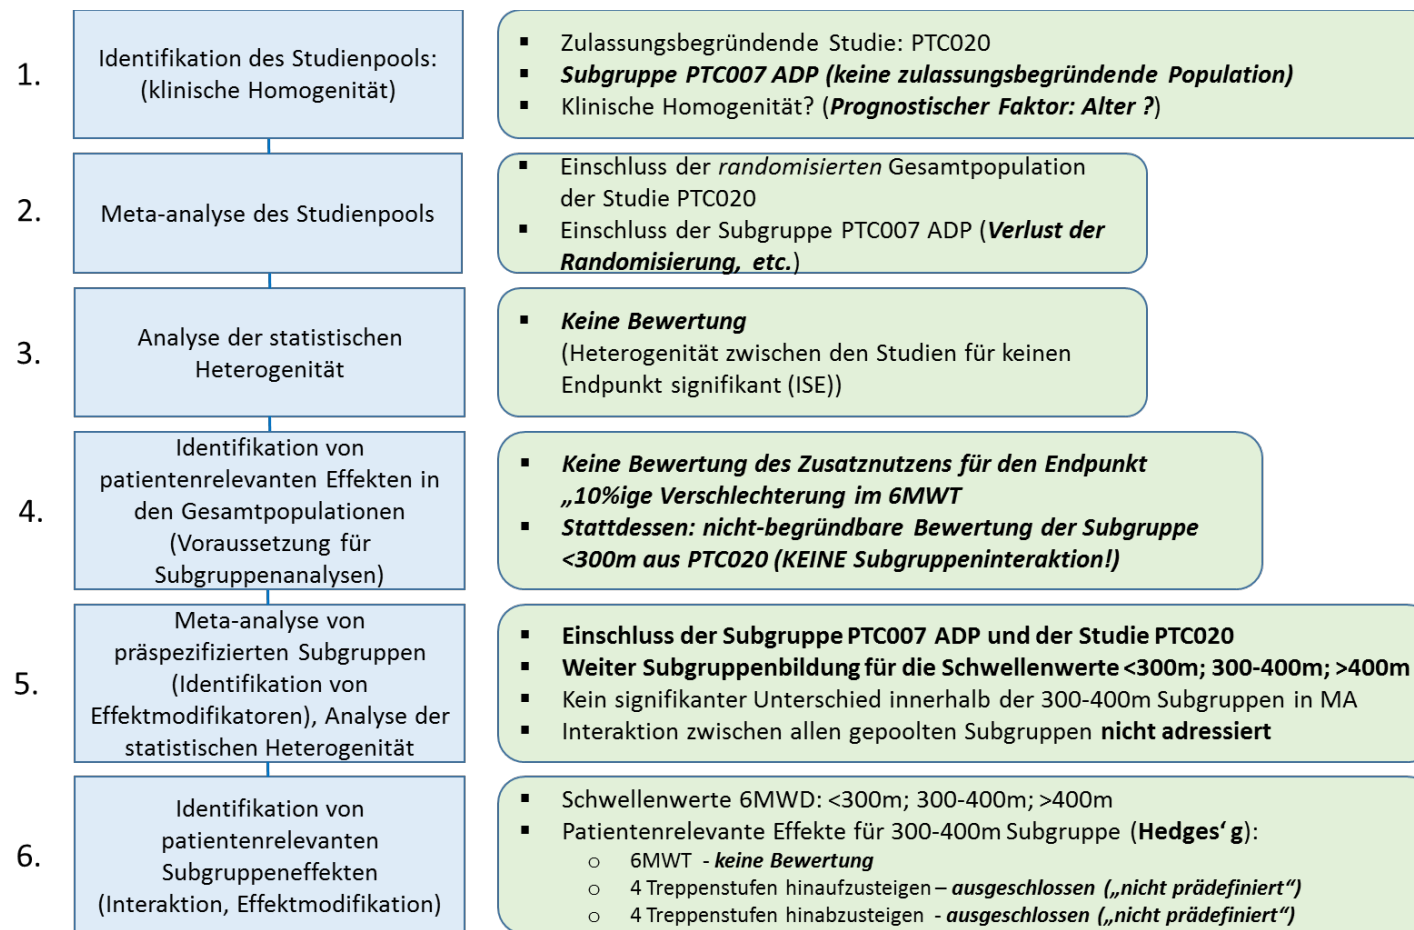 1.
Identifikation des Studienpools:
(klinische Homogenität)
▪ Zulassungsbegründende Studie: PTC020
▪ Subgruppe PTC007 ADP (keine zulassungsbegründende Population)
▪ Klinische Homogenität? (Prognostischer Faktor: Alter ?)
2.
Meta-analyse des Studienpools
▪ Einschluss der randomisierten Gesamtpopulation
der Studie PTC020
▪ Einschluss der Subgruppe PTC007 ADP (Verlust der
Randomisierung, etc.)
3.
Analyse der statistischen
Heterogenität
▪ Keine Bewertung
(Heterogenität zwischen den Studien für keinen
Endpunkt signifikant (ISE))
4.
Identifikation von
patientenrelevanten Effekten in
den Gesamtpopulationen
(Voraussetzung für
Subgruppenanalysen)
▪ Keine Bewertung des Zusatznutzens für den Endpunkt
„10%ige Verschlechterung im 6MWT
▪ Stattdessen: nicht-begründbare Bewertung der Subgruppe
<300m aus PTC020 (KEINE Subgruppeninteraktion!)
5.
Meta-analyse von
präspezifizierten Subgruppen
(Identifikation von
Effektmodifikatoren), Analyse der
statistischen Heterogenität
▪ Einschluss der Subgruppe PTC007 ADP und der Studie PTC020
▪ Weiter Subgruppenbildung für die Schwellenwerte <300m; 300-400m; >400m
▪ Kein signifikanter Unterschied innerhalb der 300-400m Subgruppen in MA
▪ Interaktion zwischen allen gepoolten Subgruppen nicht adressiert
6.
Identifikation von
patientenrelevanten
Subgruppeneffekten
(Interaktion, Effektmodifikation)
▪ Schwellenwerte 6MWD: <300m; 300-400m; >400m
▪ Patientenrelevante Effekte für 300-400m Subgruppe (Hedges‘ g):
o 6MWT - keine Bewertung
o 4 Treppenstufen hinaufzusteigen – ausgeschlossen („nicht prädefiniert“)
o 4 Treppenstufen hinabzusteigen - ausgeschlossen („nicht prädefiniert“)